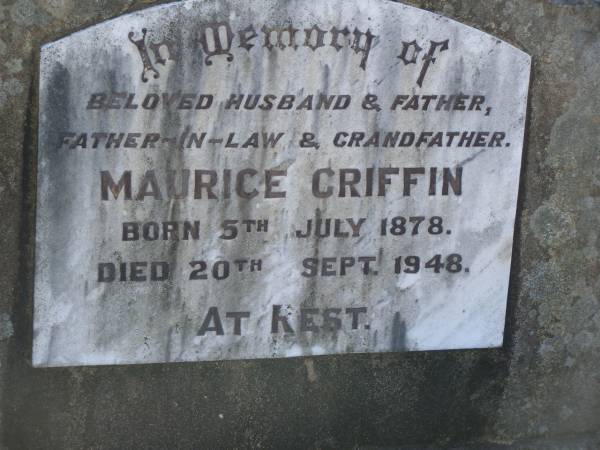 In Memory of
BELOVED HUSBAND & FATHER,
FATHER-IN-LAW & GRANDFATHER.
MAURICE GRIFFIN
BORN 5TH JULY 1878.
DIED 20TH SEPT. 1948.
AT REST.